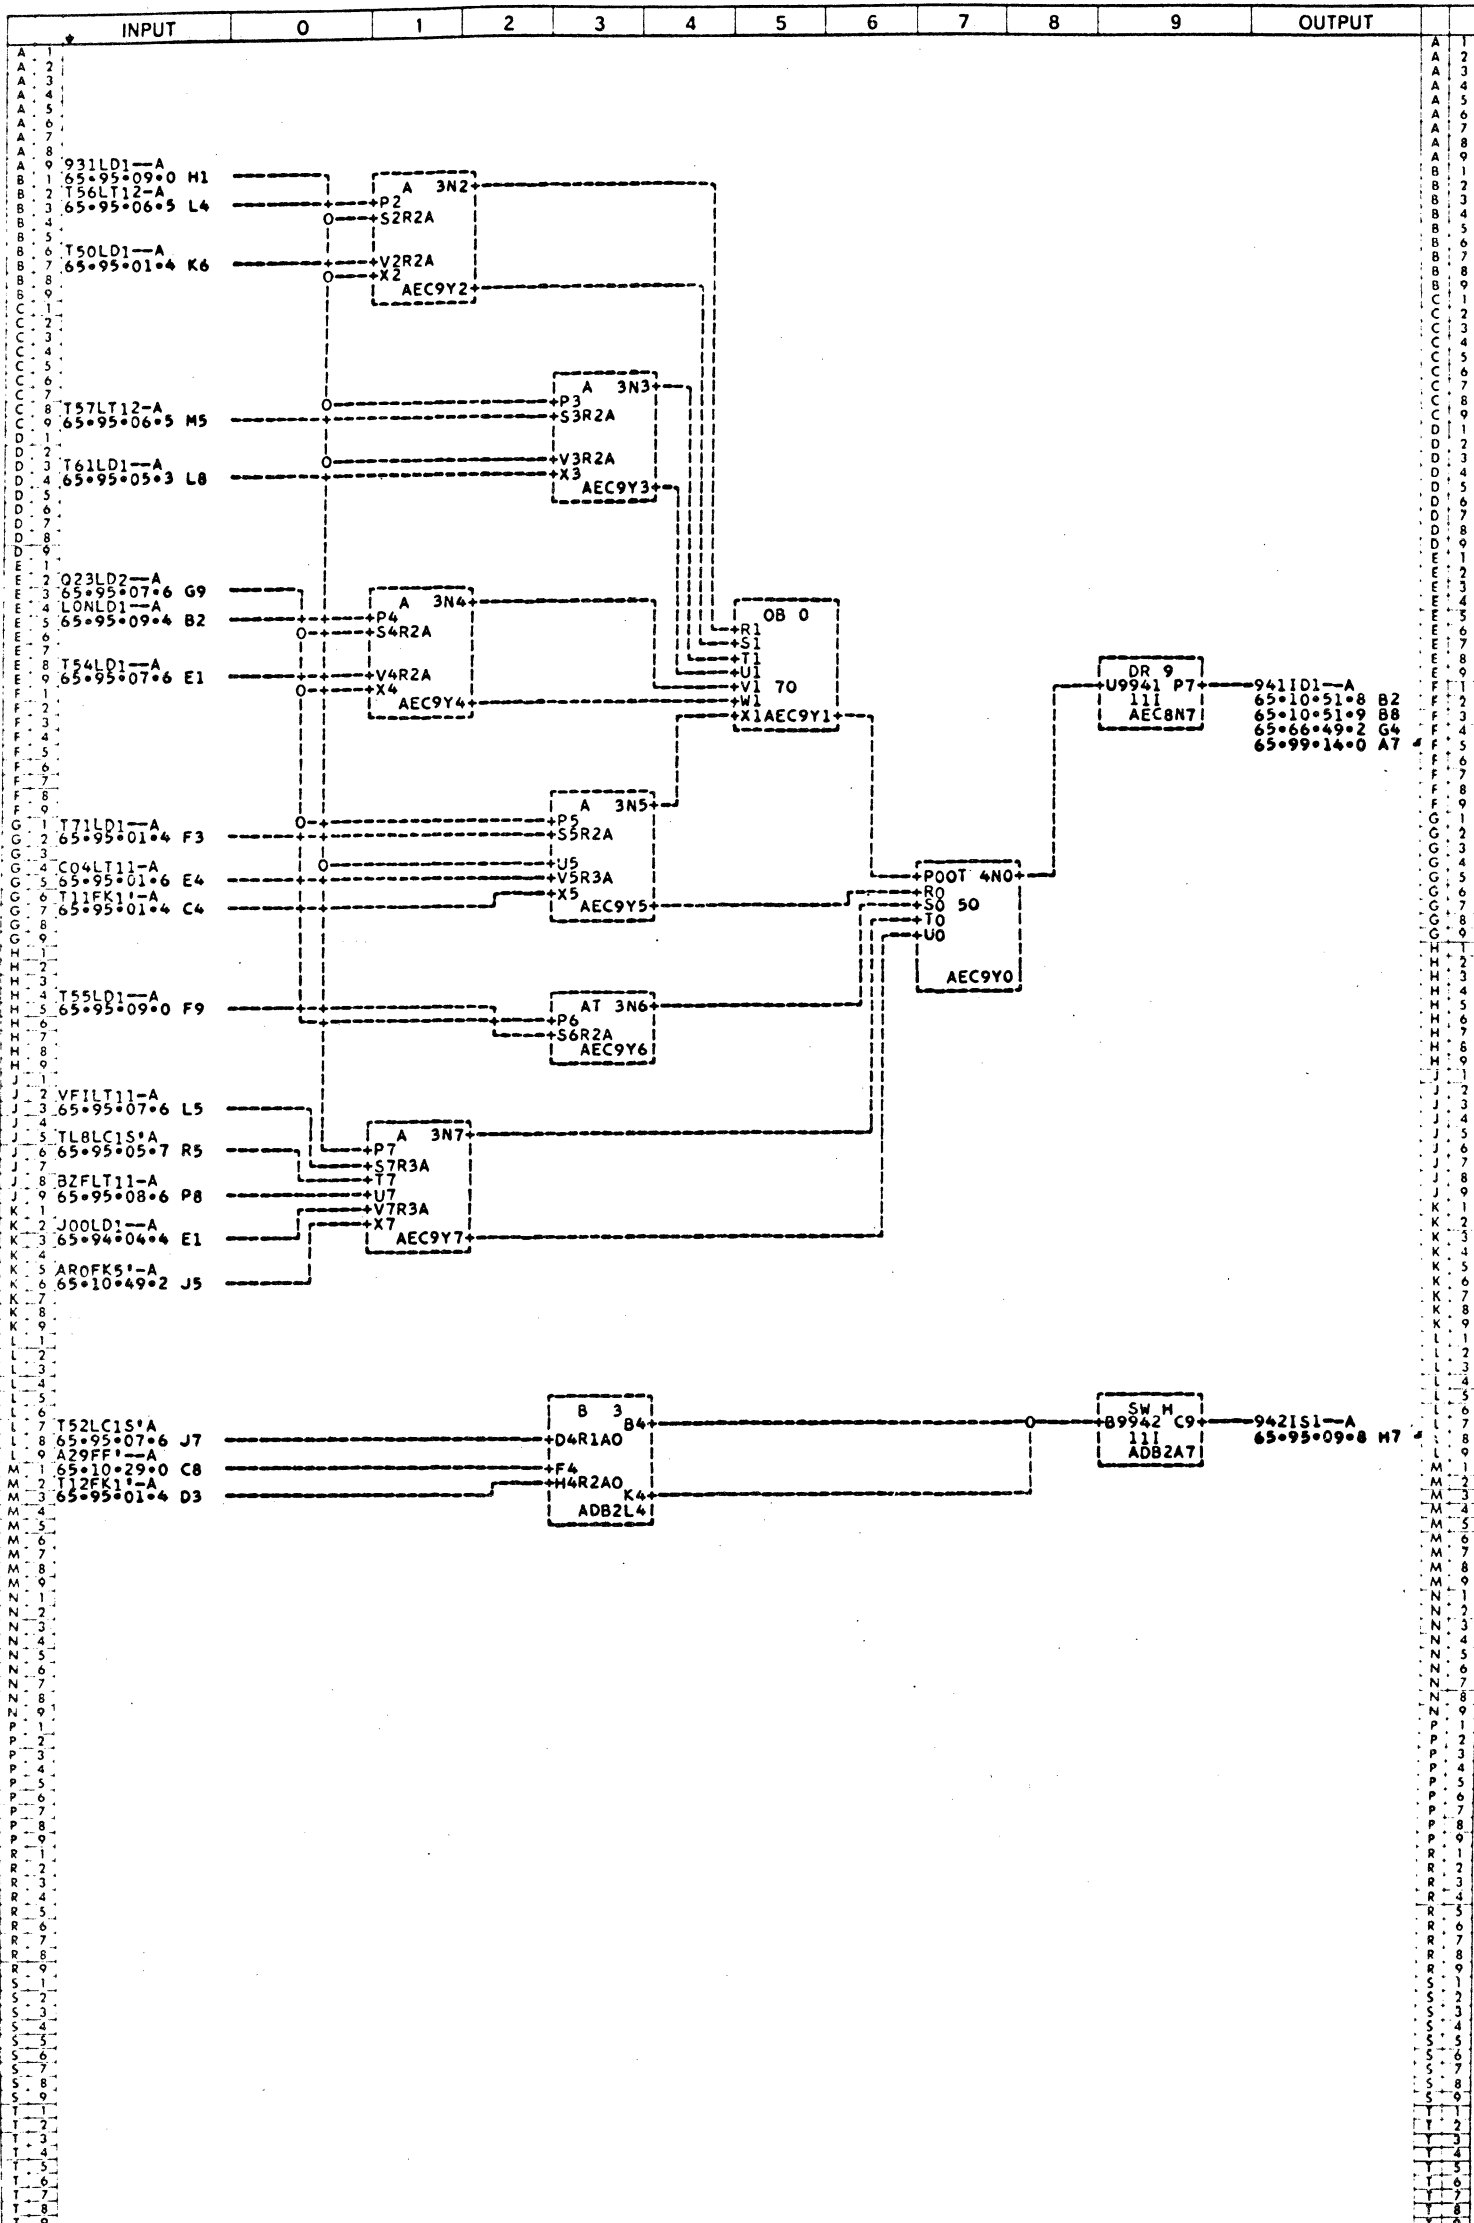 INPUT 0 1 2 3 4 5 6 7 8 9 OUTPUT
931LD1--A
65•95•09•0 H1
T56LT12-A
65•95•06•5 L4
T50LD1--A
65•95•01•4 K6
A 3N2
P2
S2R2A
V2R2A
X2
AEC9Y2
T57LT12-A
65•95•06•5 M5
T61LD1--A
65•95•05•3 L8
A 3N3
P3
S3R2A
V3R2A
X3
AEC9Y3
Q23LD2--A
65•95•07•6 G9
LONLD1--A
65•95•09•4 B2
T54LD1--A
65•95•07•6 E1
A 3N4
P4
S4R2A
V4R2A
X4
AEC9Y4
OB 0
R1
S1
T1
U1
V1 70
W1
X1AEC9Y1
DR 9
U9941 P7
11I
AEC8N7
941ID1--A
65•10•51•8 B2
65•10•51•9 B8
65•66•49•2 G4
65•99•14•0 A7
T71LD1--A
65•95•01•4 F3
C04LT11-A
65•95•01•6 E4
T11FK1'-A
65•95•01•4 C4
A 3N5
P5
S5R2A
U5
V5R3A
X5
AEC9Y5
POOT 4N0
R0
S0 50
T0
U0
AEC9Y0
T55LD1--A
65•95•09•0 F9
AT 3N6
P6
S6R2A
AEC9Y6
VFILT11-A
65•95•07•6 L5
TL8LC1S'A
65•95•05•7 R5
BZFLT11-A
65•95•08•6 P8
J00LD1--A
65•94•04•4 E1
AROFK5'-A
65•10•49•2 J5
A 3N7
P7
S7R3A
T7
U7
V7R3A
X7
AEC9Y7
T52LC1S'A
65•95•07•6 J7
A29FF'--A
65•10•29•0 C8
T12FK1'-A
65•95•01•4 D3
B 3
B4
D4R1AO
F4
H4R2AO
K4
ADB2L4
SW H
B9942 C9
11I
ADB2A7
942IS1--A
65•95•09•8 H7